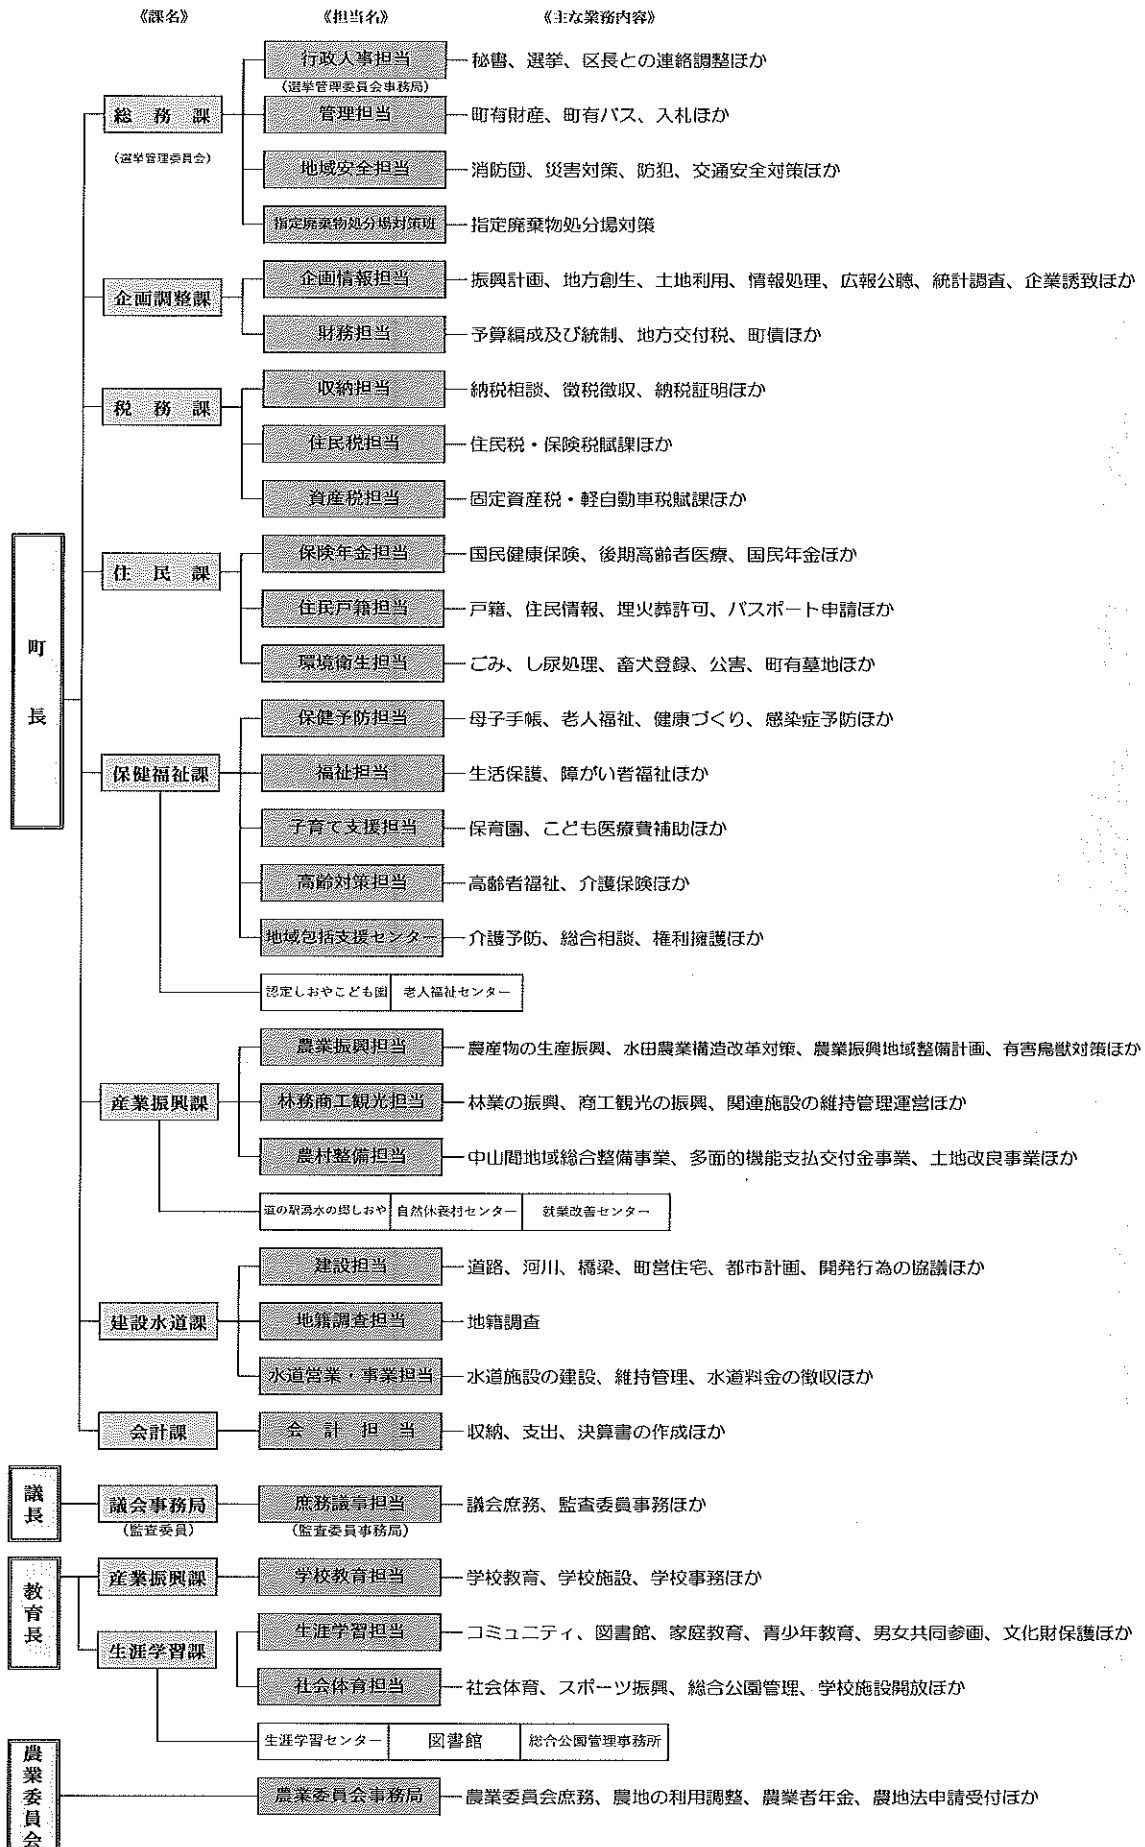 《課名》 《担当名》 《主な業務内容》
行政人事担当 秘書、選挙、区長との連絡調整ほか
(選挙管理委員会事務局)
総務課 管理担当 町有財産、町有バス、入札ほか
(選挙管理委員会)
地域安全担当 消防団、災害対策、防犯、交通安全対策ほか
指定廃棄物処分場対策班 指定廃棄物処分場対策
企画調整課 企画情報担当 振興計画、地方創生、土地利用、情報処理、広報公聴、統計調査、企業誘致ほか
財務担当 予算編成及び統制、地方交付税、町債ほか
税務課 収納担当 納税相談、徴税徴収、納税証明ほか
住民税担当 住民税・保険税賦課ほか
資産税担当 固定資産税・軽自動車税賦課ほか
町長
住民課 保険年金担当 国民健康保険、後期高齢者医療、国民年金ほか
住民戸籍担当 戸籍、住民情報、埋火葬許可、パスポート申請ほか
環境衛生担当 ごみ、し尿処理、畜犬登録、公害、町有墓地ほか
保健予防担当 母子手帳、老人福祉、健康づくり、感染症予防ほか
保健福祉課 福祉担当 生活保護、障がい者福祉ほか
子育て支援担当 保育園、こども医療費補助ほか
高齢対策担当 高齢者福祉、介護保険ほか
地域包括支援センター 介護予防、総合相談、権利擁護ほか
認定しおやこども園 老人福祉センター
農業振興担当 農産物の生産振興、水田農業構造改革対策、農業振興地域整備計画、有害鳥獣対策ほか
産業振興課 林務商工観光担当 林業の振興、商工観光の振興、関連施設の維持管理運営ほか
農村整備担当 中山間地域総合整備事業、多面的機能支払交付金事業、土地改良事業ほか
道の駅湧水の郷しおや 自然休養村センター 就業改善センター
建設担当 道路、河川、橋梁、町営住宅、都市計画、開発行為の協議ほか
建設水道課 地籍調査担当 地籍調査
水道営業・事業担当 水道施設の建設、維持管理、水道料金の徴収ほか
会計課 会計担当 収納、支出、決算書の作成ほか
議長 議会事務局 庶務議事担当 議会庶務、監査委員事務ほか
(監査委員) (監査委員事務局)
教育長 産業振興課 学校教育担当 学校教育、学校施設、学校事務ほか
生涯学習課 生涯学習担当 コミュニティ、図書館、家庭教育、青少年教育、男女共同参画、文化財保護ほか
社会体育担当 社会体育、スポーツ振興、総合公園管理、学校施設開放ほか
生涯学習センター 図書館 総合公園管理事務所
農業委員会 農業委員会事務局 農業委員会庶務、農地の利用調整、農業者年金、農地法申請受付ほか